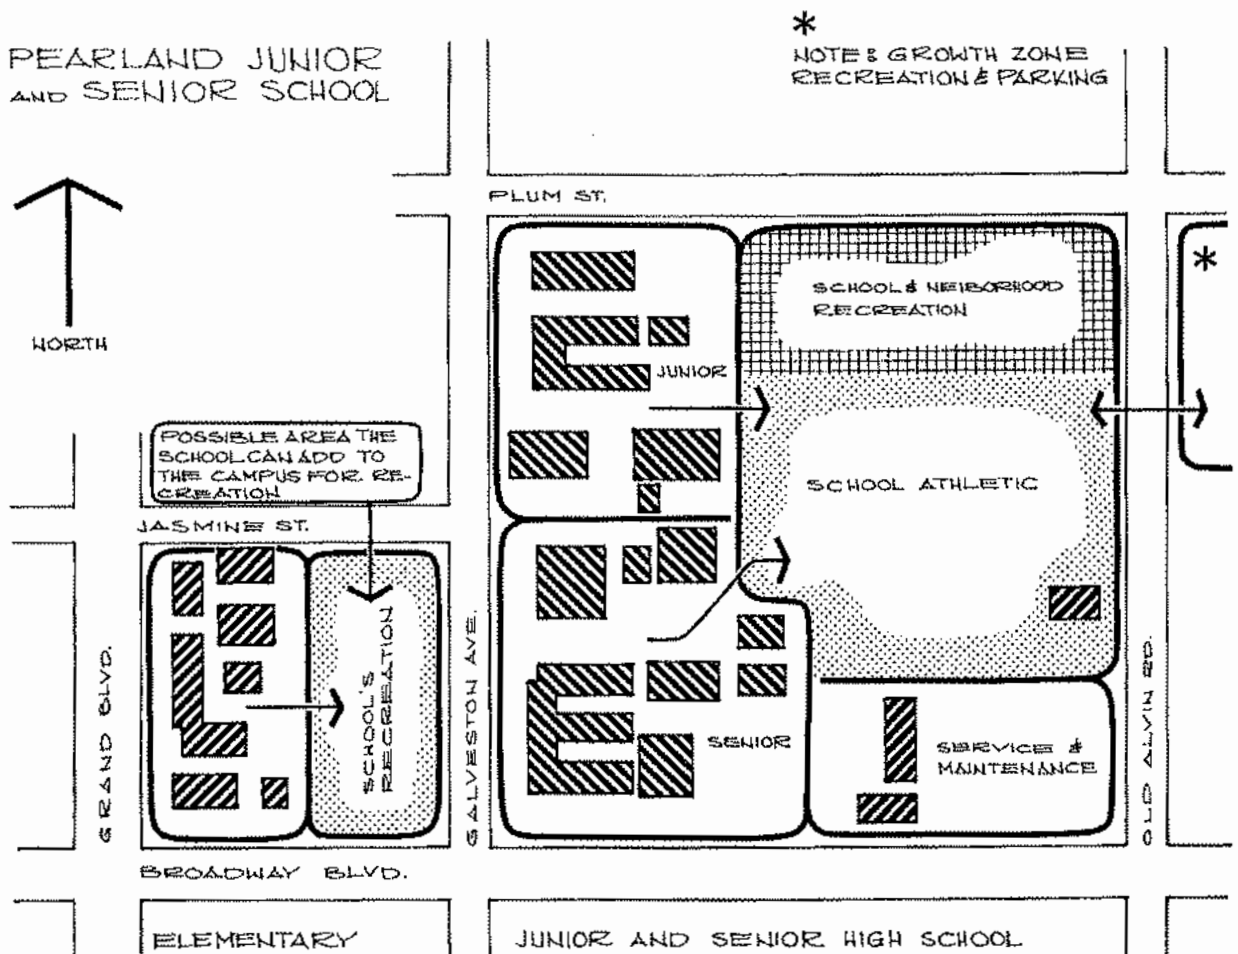 PEARLAND JUNIOR
AND SENIOR SCHOOL
*
NOTE: GROWTH ZONE
RECREATION & PARKING
NORTH
PLUM ST.
*
SCHOOL & NEIBORHOOD
RECREATION
JUNIOR
POSSIBLE AREA THE
SCHOOL CAN ADD TO
THE CAMPUS FOR RE-
CREATION
SCHOOL ATHLETIC
JASMINE ST.
SCHOOL'S
RECREATION
GRAND BLVD.
GALVESTON AVE.
SENIOR
SERVICE &
MAINTENANCE
OLD ALVIN RD.
BROADWAY BLVD.
ELEMENTARY
JUNIOR AND SENIOR HIGH SCHOOL